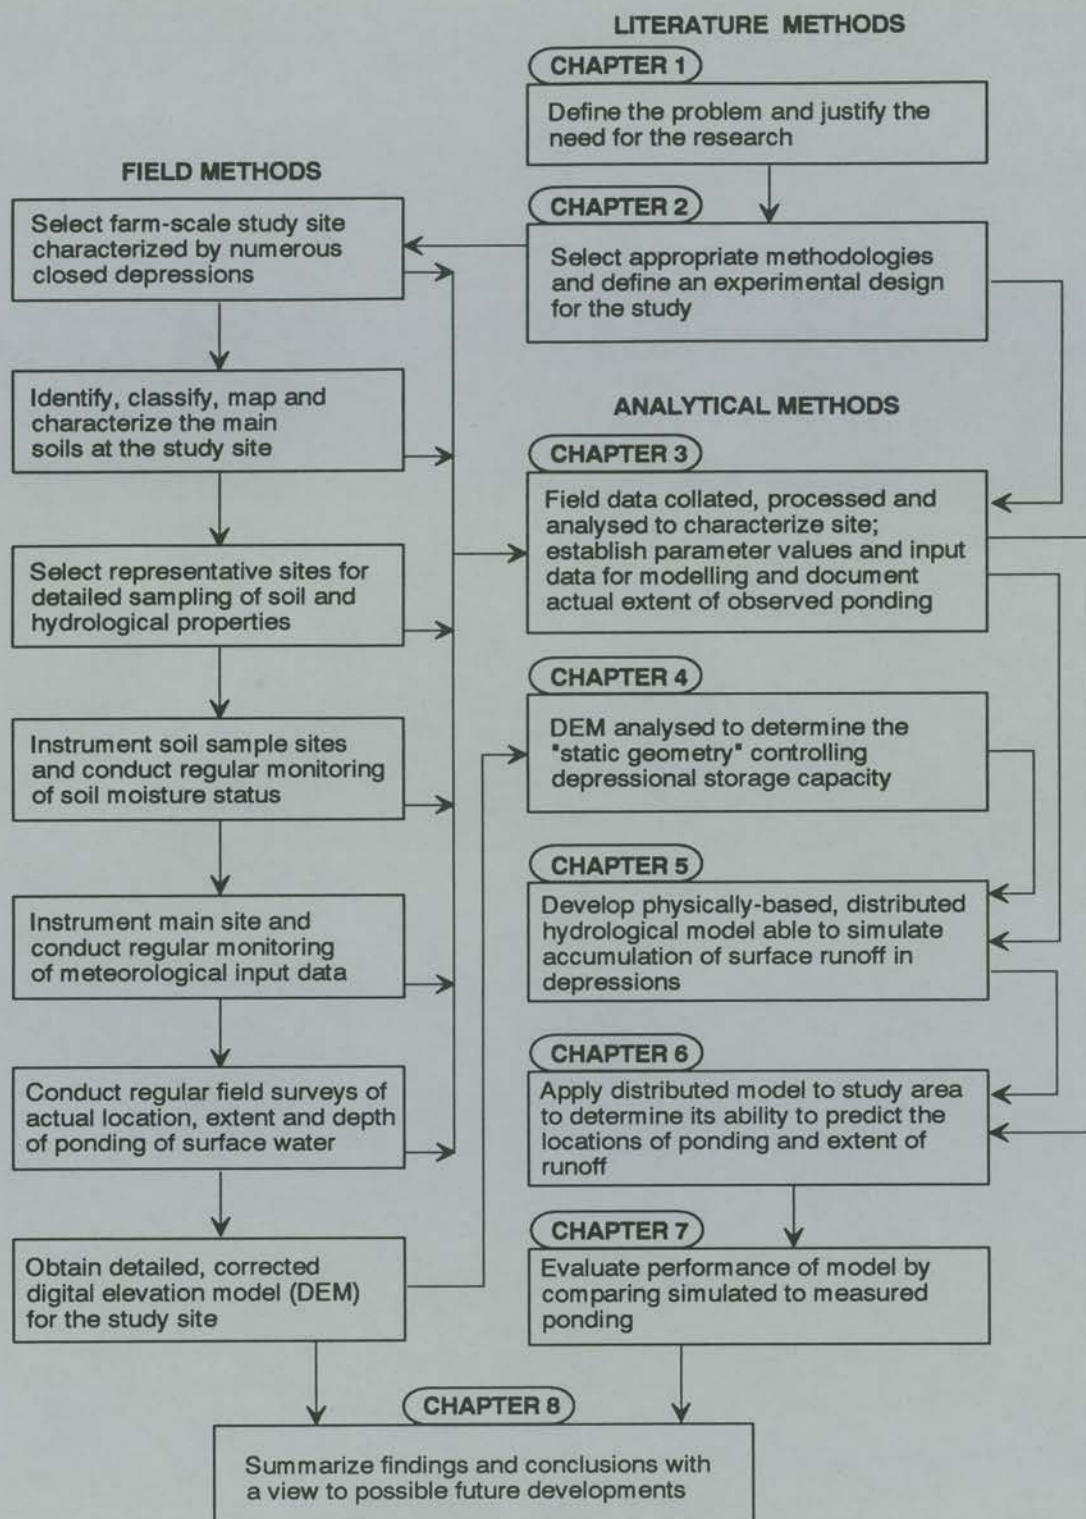 LITERATURE METHODS
CHAPTER 1
Define the problem and justify the
need for the research
CHAPTER 2
Select appropriate methodologies
and define an experimental design
for the study
FIELD METHODS
Select farm-scale study site
characterized by numerous
closed depressions
Identify, classify, map and
characterize the main
soils at the study site
Select representative sites for
detailed sampling of soil and
hydrological properties
Instrument soil sample sites
and conduct regular monitoring
of soil moisture status
Instrument main site and
conduct regular monitoring
of meteorological input data
Conduct regular field surveys of
actual location, extent and depth
of ponding of surface water
Obtain detailed, corrected
digital elevation model (DEM)
for the study site
ANALYTICAL METHODS
CHAPTER 3
Field data collated, processed and
analysed to characterize site;
establish parameter values and input
data for modelling and document
actual extent of observed ponding
CHAPTER 4
DEM analysed to determine the
"static geometry" controlling
depressional storage capacity
CHAPTER 5
Develop physically-based, distributed
hydrological model able to simulate
accumulation of surface runoff in
depressions
CHAPTER 6
Apply distributed model to study area
to determine its ability to predict the
locations of ponding and extent of
runoff
CHAPTER 7
Evaluate performance of model by
comparing simulated to measured
ponding
CHAPTER 8
Summarize findings and conclusions with
a view to possible future developments